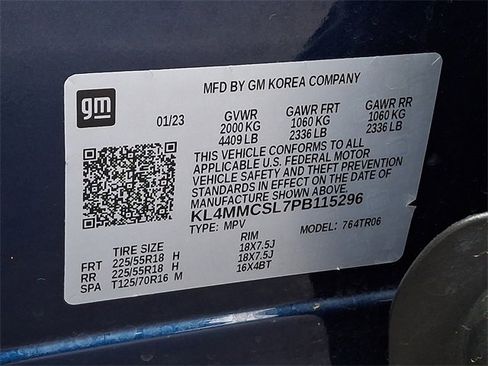 gm
MFD BY GM KOREA COMPANY
01/23 GVWR GAWR FRT GAWR RR
2000 KG 1060 KG 1060 KG
4409 LB 2336 LB 2336 LB
THIS VEHICLE CONFORMS TO ALL
APPLICABLE U.S. FEDERAL MOTOR
VEHICLE SAFETY AND THEFT PREVENTION
STANDARDS IN EFFECT ON THE DATE OF
MANUFACTURE SHOWN ABOVE.
KL4MMCSL7PB115296
TYPE: MPV MODEL: 764TR06
TIRE SIZE RIM
FRT 225/55R18 H 18X7.5J
RR 225/55R18 H 18X7.5J
SPA T125/70R16 M 16X4BT